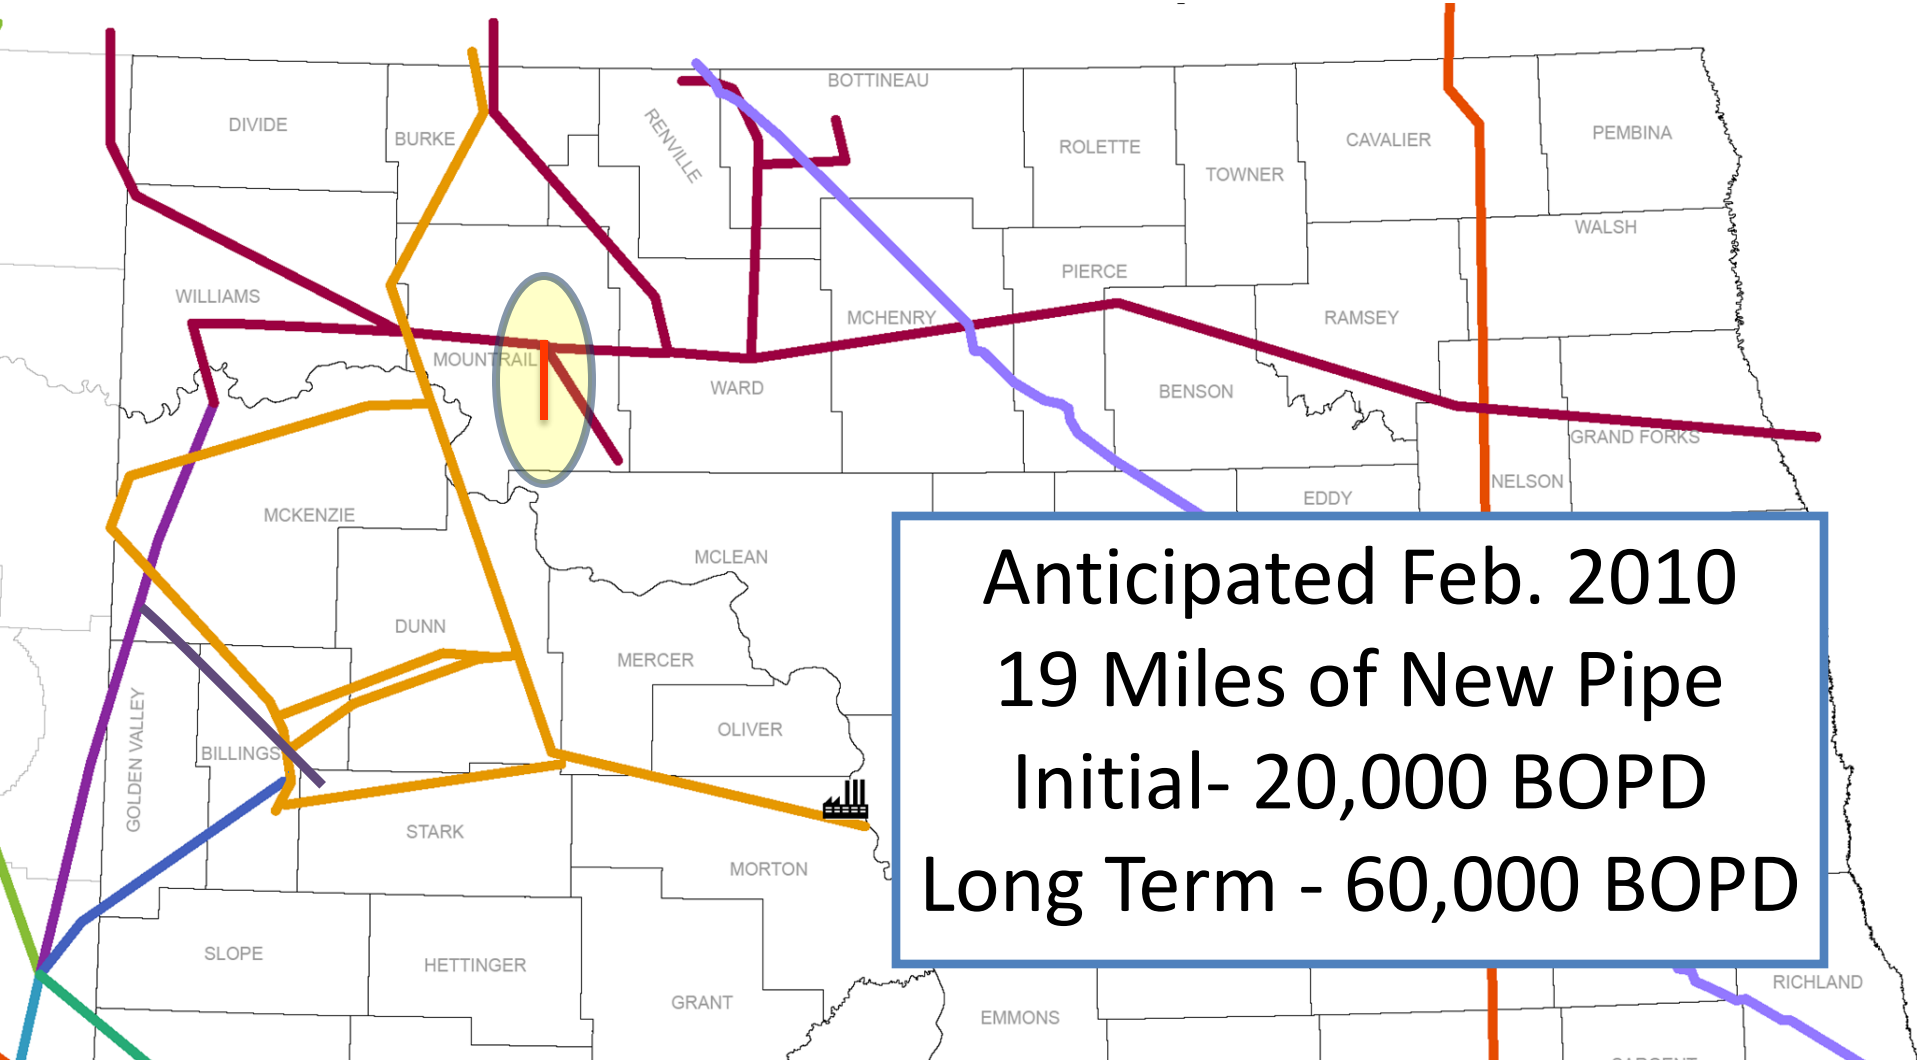 BOTTINEAU
DIVIDE
BURKE
RENVILLE
ROLETTE
TOWNER
CAVALIER
PEMBINA
WALSH
PIERCE
WILLIAMS
MCHENRY
RAMSEY
MOUNTRAIL
WARD
BENSON
GRAND FORKS
NELSON
EDDY
MCKENZIE
MCLEAN
DUNN
MERCER
OLIVER
GOLDEN VALLEY
BILLINGS
STARK
MORTON
SLOPE
HETTINGER
GRANT
EMMONS
RICHLAND
Anticipated Feb. 2010
19 Miles of New Pipe
Initial- 20,000 BOPD
Long Term - 60,000 BOPD